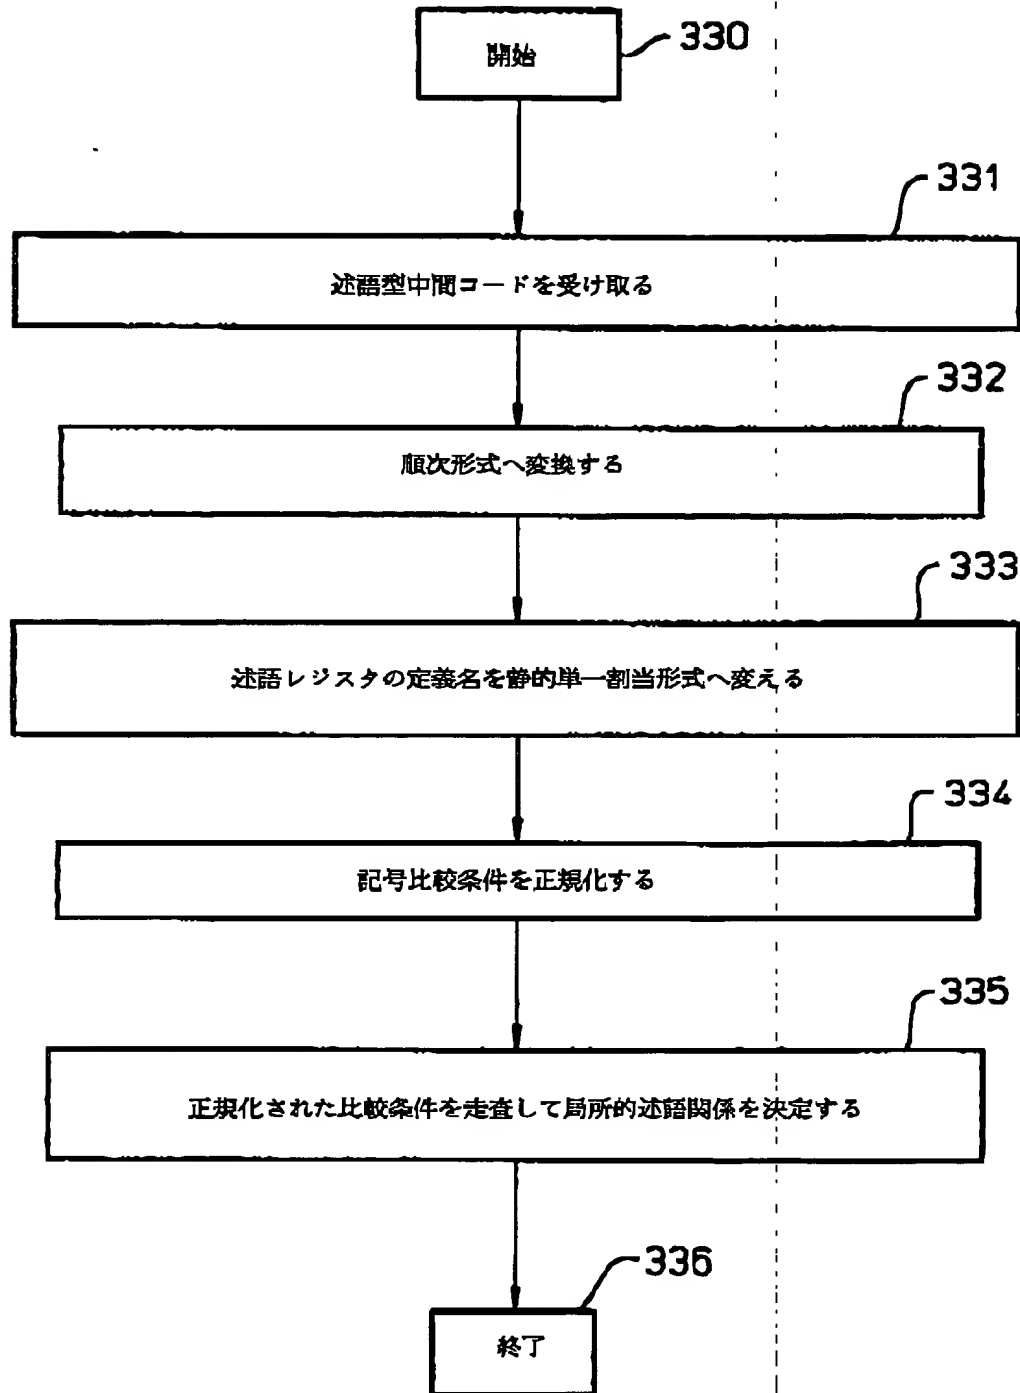 開始
330
331
述語型中間コードを受け取る
332
順次形式へ変換する
333
述語レジスタの定義名を静的単一割当形式へ変える
334
記号比較条件を正規化する
335
正規化された比較条件を走査して局所的述語関係を決定する
336
終了